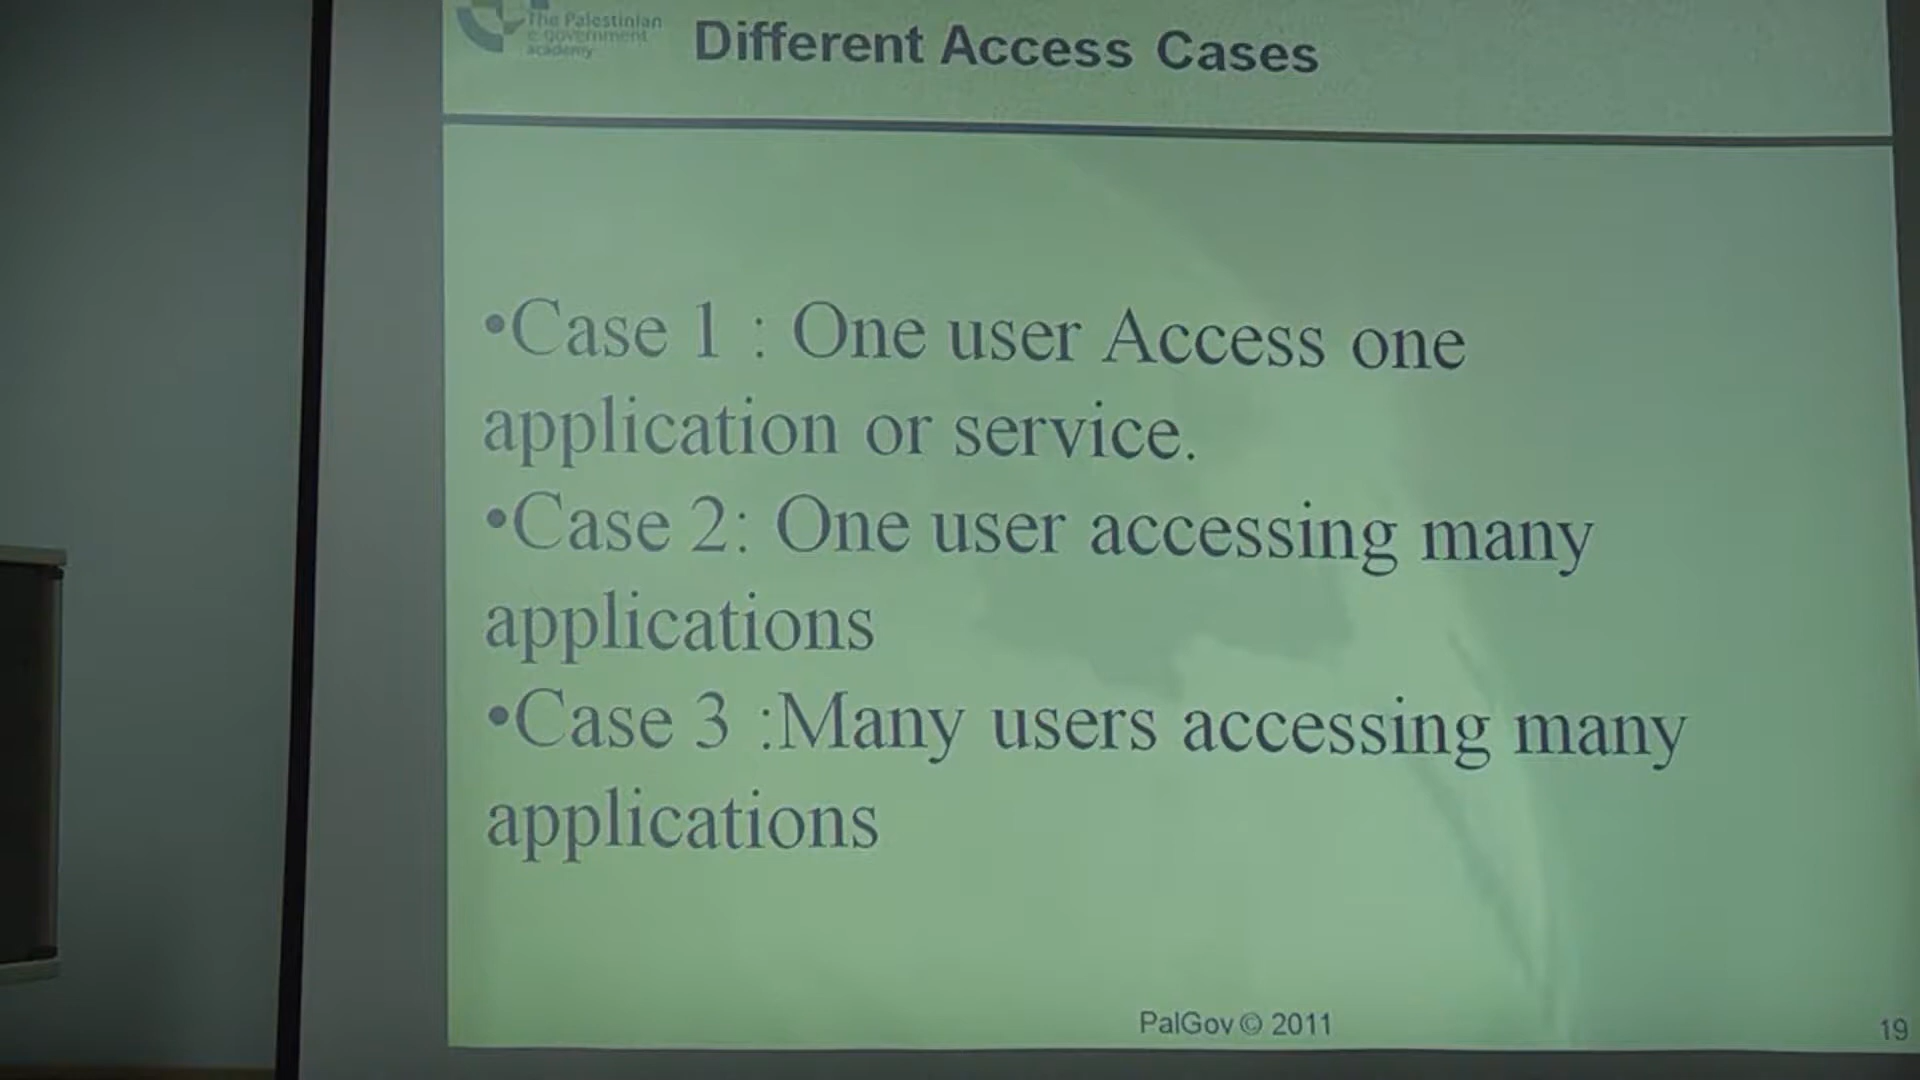 The Palestinian
e-government
academy
Different Access Cases
•Case 1 : One user Access one
application or service.
•Case 2: One user accessing many
applications
•Case 3 :Many users accessing many
applications
PalGov © 2011
19